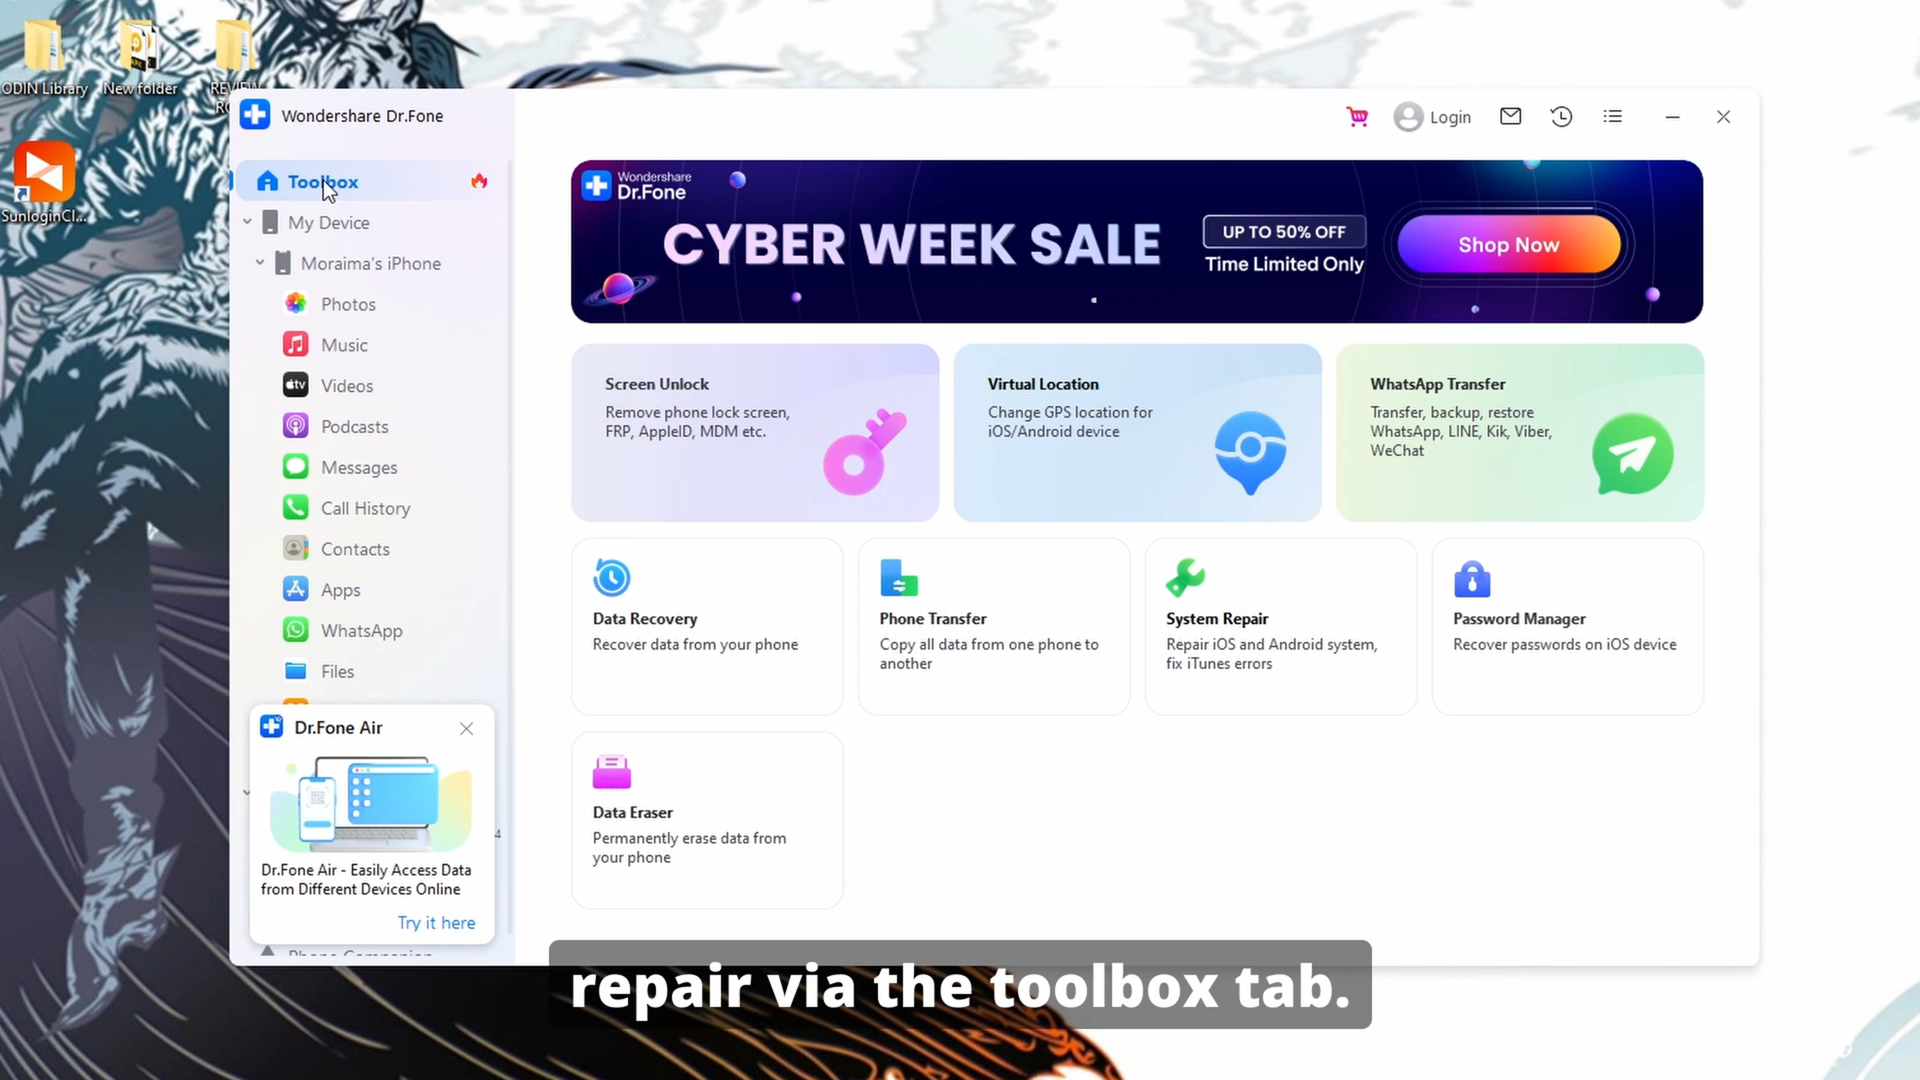 ODIN Library
New folder
REVIEW
Wondershare Dr.Fone
Login
SunloginCl...
Toolbox
My Device
Moraima's iPhone
Photos
Music
Videos
Podcasts
Messages
Call History
Contacts
Apps
WhatsApp
Files
Dr.Fone Air
Dr.Fone Air - Easily Access Data
from Different Devices Online
Try it here
4
Phone Companion
Wondershare
Dr.Fone
CYBER WEEK SALE
UP TO 50% OFF
Time Limited Only
Shop Now
Screen Unlock
Remove phone lock screen,
FRP, AppleID, MDM etc.
Virtual Location
Change GPS location for
iOS/Android device
WhatsApp Transfer
Transfer, backup, restore
WhatsApp, LINE, Kik, Viber,
WeChat
Data Recovery
Recover data from your phone
Phone Transfer
Copy all data from one phone to
another
System Repair
Repair iOS and Android system,
fix iTunes errors
Password Manager
Recover passwords on iOS device
Data Eraser
Permanently erase data from
your phone
repair via the toolbox tab.